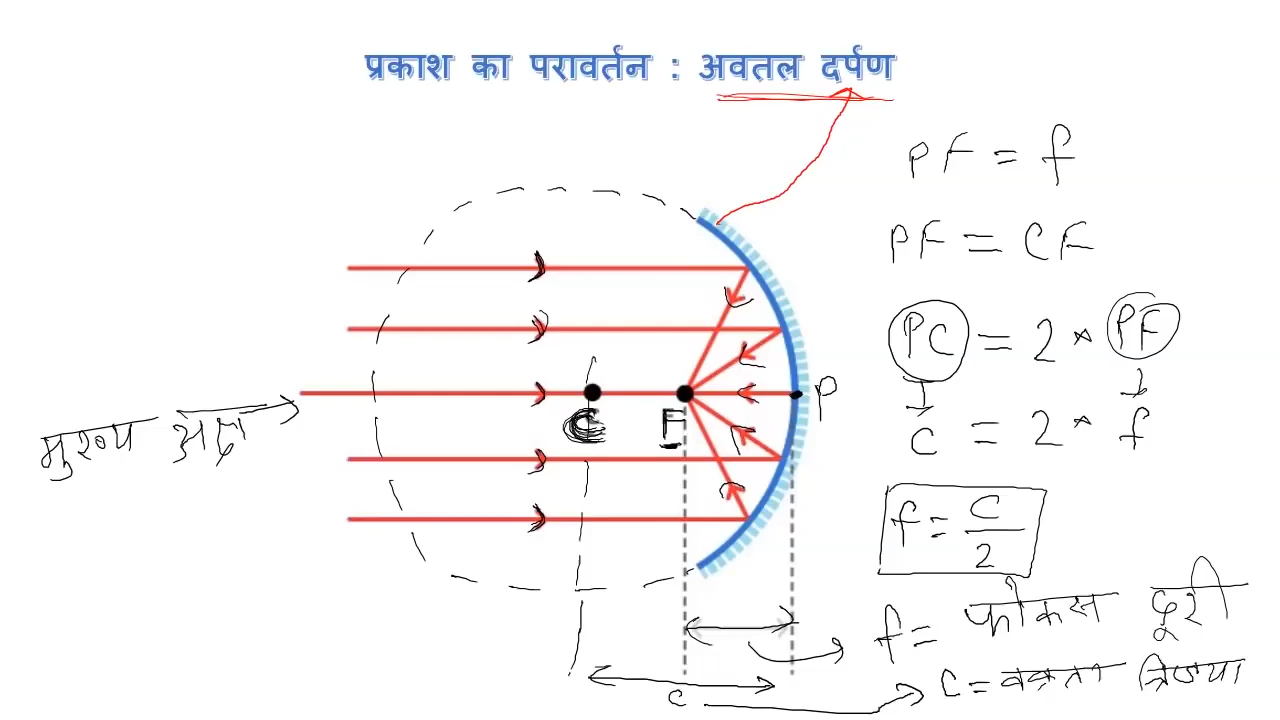 प्रकाश का परावर्तन : अवतल दर्पण
PF = f
PF = CF
PC = 2 × PF
C = 2 × f
f = C/2
मुख्य अक्ष
C
F
P
f = फोकस दूरी
C = वक्रता त्रिज्या
c